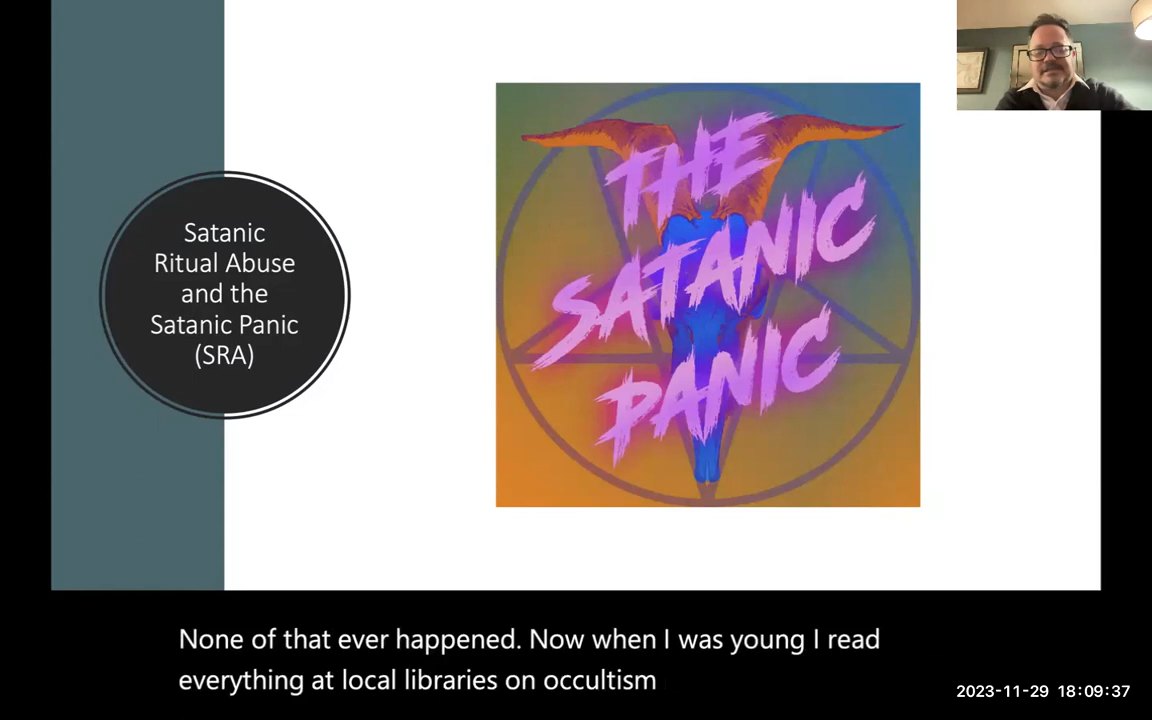 Satanic
Ritual Abuse
and the
Satanic Panic
(SRA)
THE
SATANIC
PANIC
None of that ever happened. Now when I was young I read
everything at local libraries on occultism
2023-11-29 18:09:37